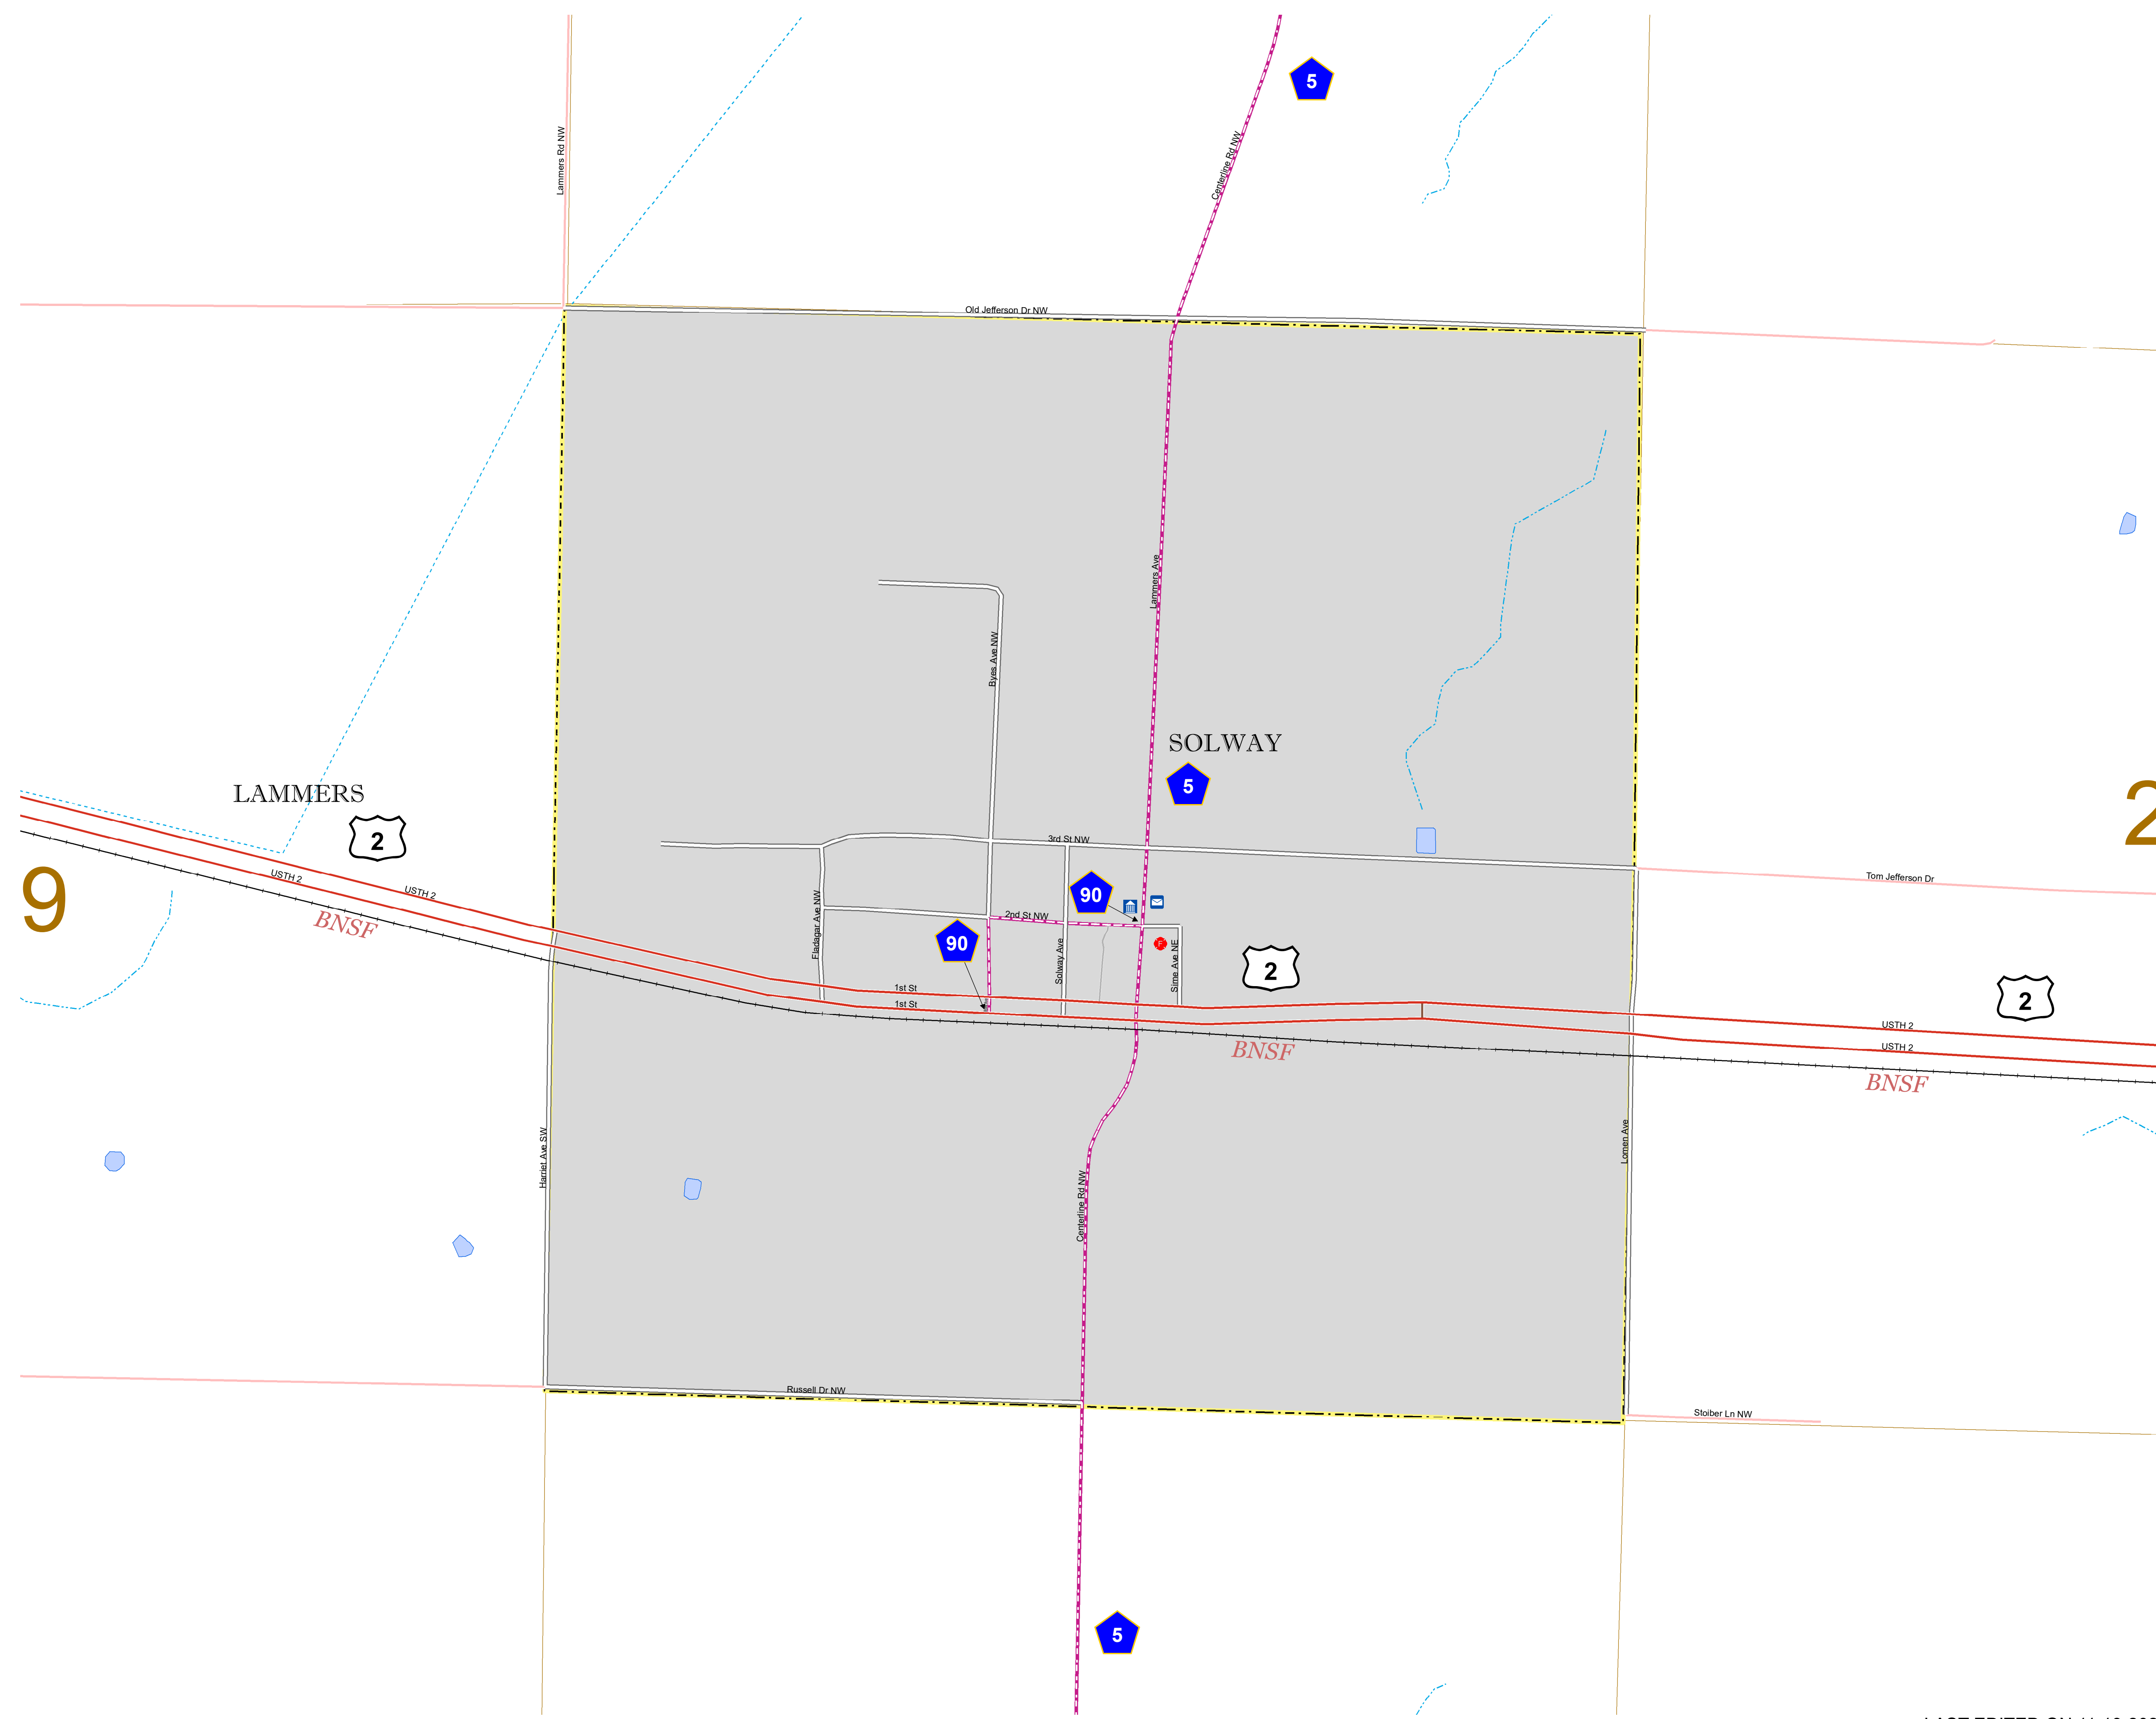 5
Lammers Rd NW
Centerline Rd NW
Old Jefferson Dr NW
Lammers Ave
Byes Ave NW
SOLWAY
5
LAMMERS
2
2
3rd St NW
Tom Jefferson Dr
USTH 2
USTH 2
9
BNSF
90
Fladagar Ave NW
2nd St NW
90
F
Solway Ave
Sime Ave NE
2
1st St
1st St
2
USTH 2
USTH 2
BNSF
BNSF
Harriet Ave SW
Lomen Ave
Centerline Rd NW
Russell Dr NW
Stoiber Ln NW
5